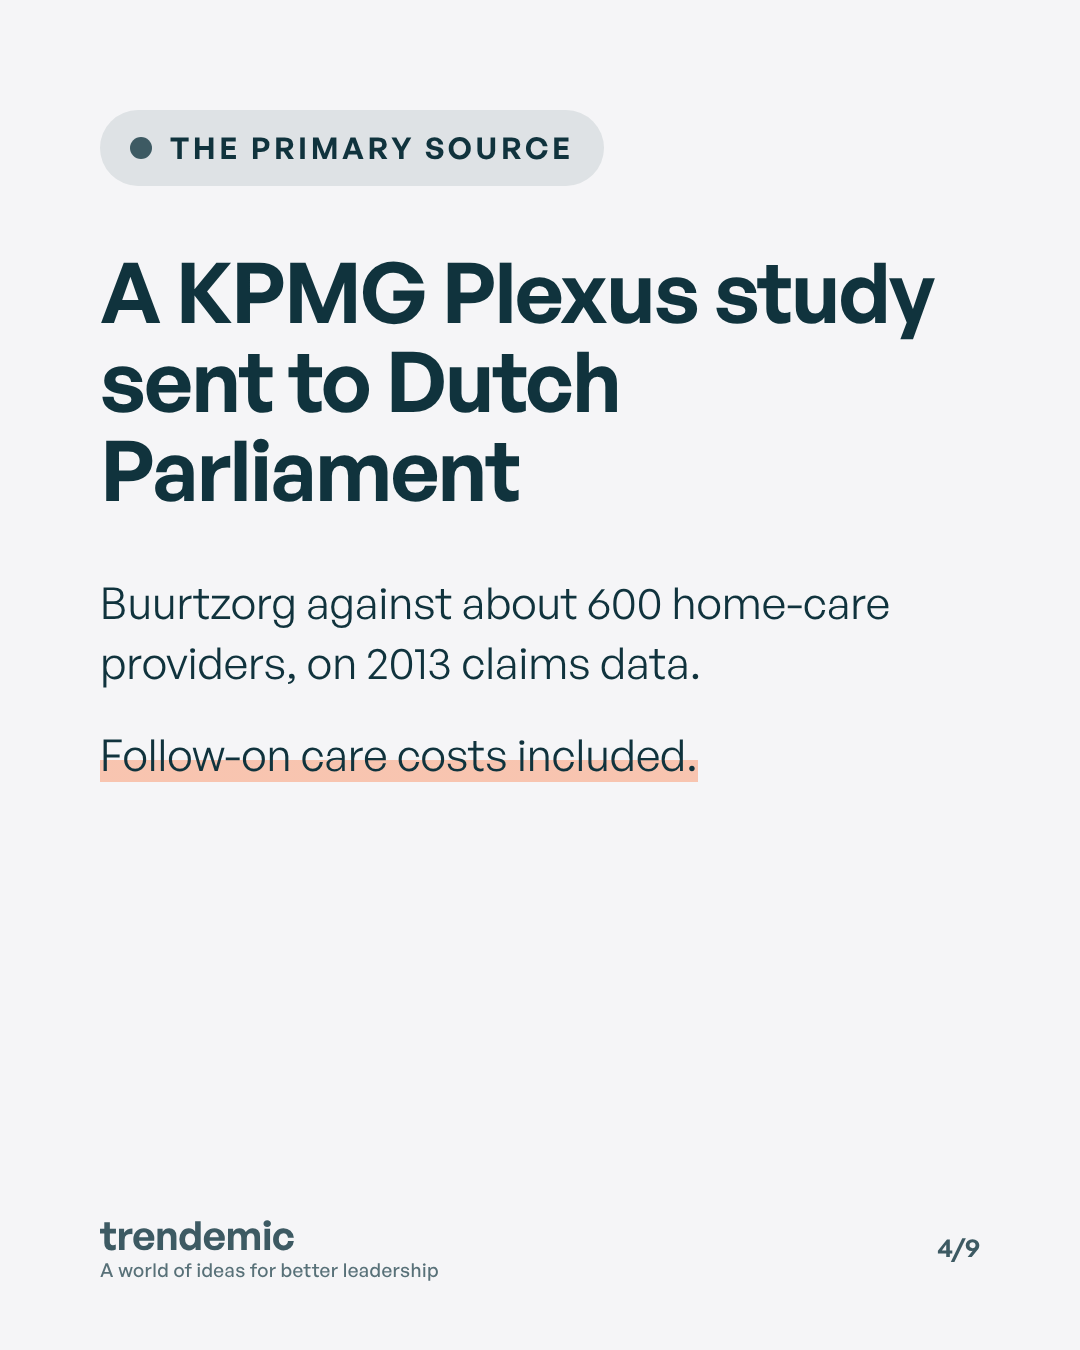 THE PRIMARY SOURCE
A KPMG Plexus study
sent to Dutch
Parliament
Buurtzorg against about 600 home-care
providers, on 2013 claims data.
Follow-on care costs included.
trendemic
A world of ideas for better leadership
4/9